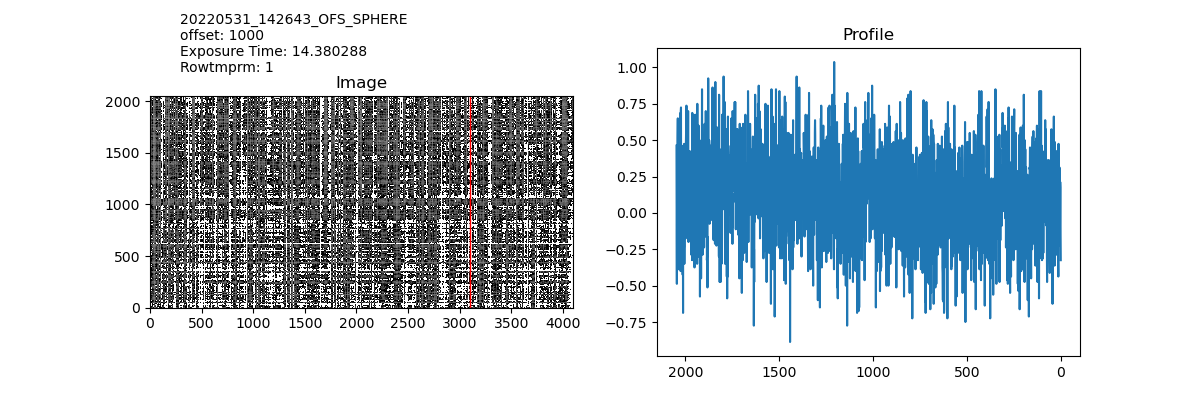 20220531_142643_OFS_SPHERE
offset: 1000
Exposure Time: 14.380288
Rowtmprm: 1
Image
2000
1500
1000
500
0
0 500 1000 1500 2000 2500 3000 3500 4000
Profile
1.00
0.75
0.50
0.25
0.00
−0.25
−0.50
−0.75
2000 1500 1000 500 0